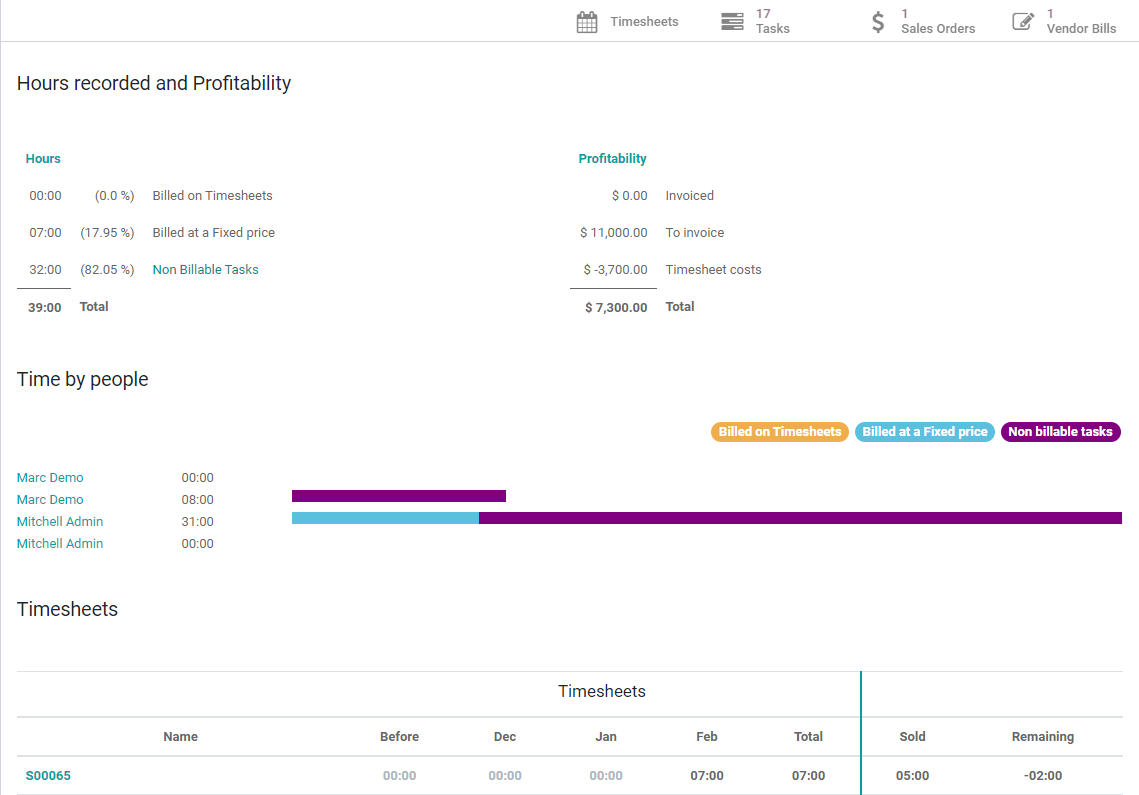 Timesheets 17 Tasks 1 Sales Orders 1 Vendor Bills
Hours recorded and Profitability
Hours
00:00 (0.0 %) Billed on Timesheets
07:00 (17.95 %) Billed at a Fixed price
32:00 (82.05 %) Non Billable Tasks
39:00 Total
Profitability
$ 0.00 Invoiced
$ 11,000.00 To invoice
$ -3,700.00 Timesheet costs
$ 7,300.00 Total
Time by people
Billed on Timesheets Billed at a Fixed price Non billable tasks
Marc Demo 00:00
Marc Demo 08:00
Mitchell Admin 31:00
Mitchell Admin 00:00
Timesheets
Timesheets
Name Before Dec Jan Feb Total Sold Remaining
S00065 00:00 00:00 00:00 07:00 07:00 05:00 -02:00